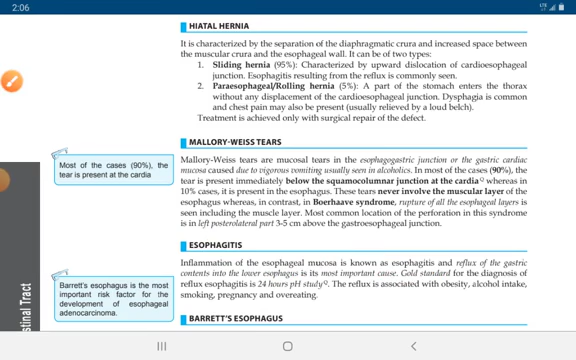 2:06
LTE
HIATAL HERNIA
It is characterized by the separation of the diaphragmatic crura and increased space between
the muscular crura and the esophageal wall. It can be of two types:
1. Sliding hernia (95%): Characterized by upward dislocation of cardioesophageal
junction. Esophagitis resulting from the reflux is commonly seen.
2. Paraesophageal/Rolling hernia (5%): A part of the stomach enters the thorax
without any displacement of the cardioesophageal junction. Dysphagia is common
and chest pain may also be present (usually relieved by a loud belch).
Treatment is achieved only with surgical repair of the defect.
MALLORY-WEISS TEARS
Most of the cases (90%), the
tear is present at the cardia
Mallory-Weiss tears are mucosal tears in the esophagogastric junction or the gastric cardiac
mucosa caused due to vigorous vomiting usually seen in alcoholics. In most of the cases (90%), the
tear is present immediately below the squamocolumnar junction at the cardiaQ whereas in
10% cases, it is present in the esophagus. These tears never involve the muscular layer of
the esophagus whereas, in contrast, in Boerhaave syndrome, rupture of all the esophageal layers is
seen including the muscle layer. Most common location of the perforation in this syndrome
is in left posterolateral part 3-5 cm above the gastroesophageal junction.
ESOPHAGITIS
Inflammation of the esophageal mucosa is known as esophagitis and reflux of the gastric
contents into the lower esophagus is its most important cause. Gold standard for the diagnosis of
reflux esophagitis is 24 hours pH studyQ. The reflux is associated with obesity, alcohol intake,
smoking, pregnancy and overeating.
Barrett's esophagus is the most
important risk factor for the
development of esophageal
adenocarcinoma.
BARRETT'S ESOPHAGUS
stinal Tract